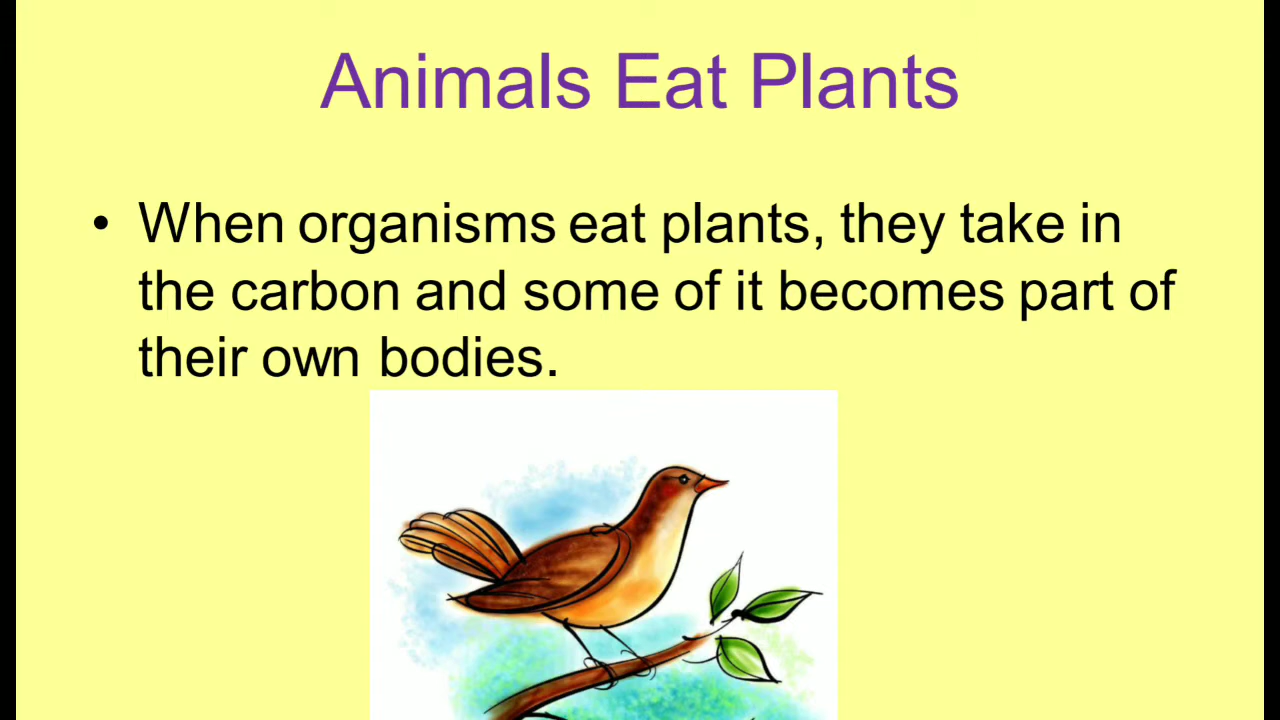 Animals Eat Plants
• When organisms eat plants, they take in
the carbon and some of it becomes part of
their own bodies.